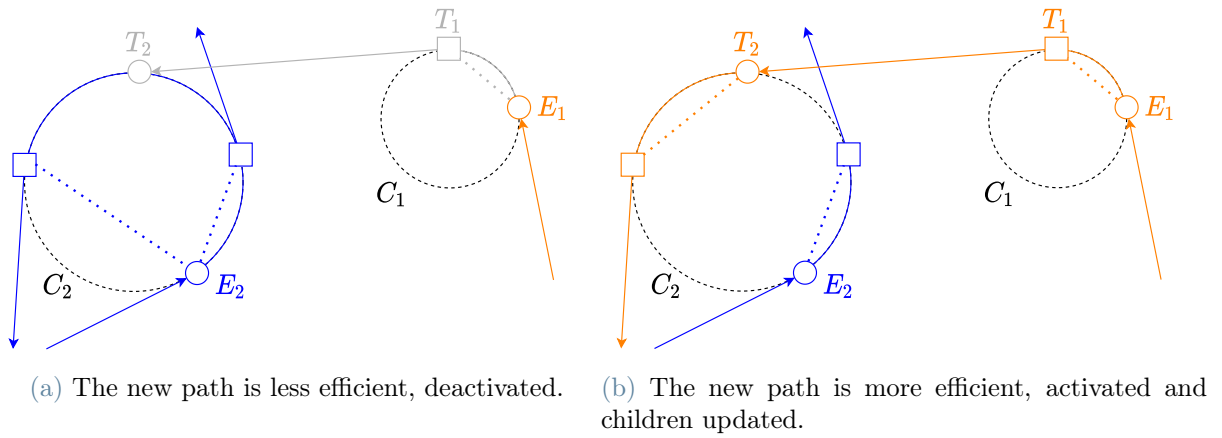 T₁
T₂
E₁
C₁
C₂
E₂
T₁
T₂
E₁
C₁
C₂
E₂
(a) The new path is less efficient, deactivated.
(b) The new path is more efficient, activated and
children updated.